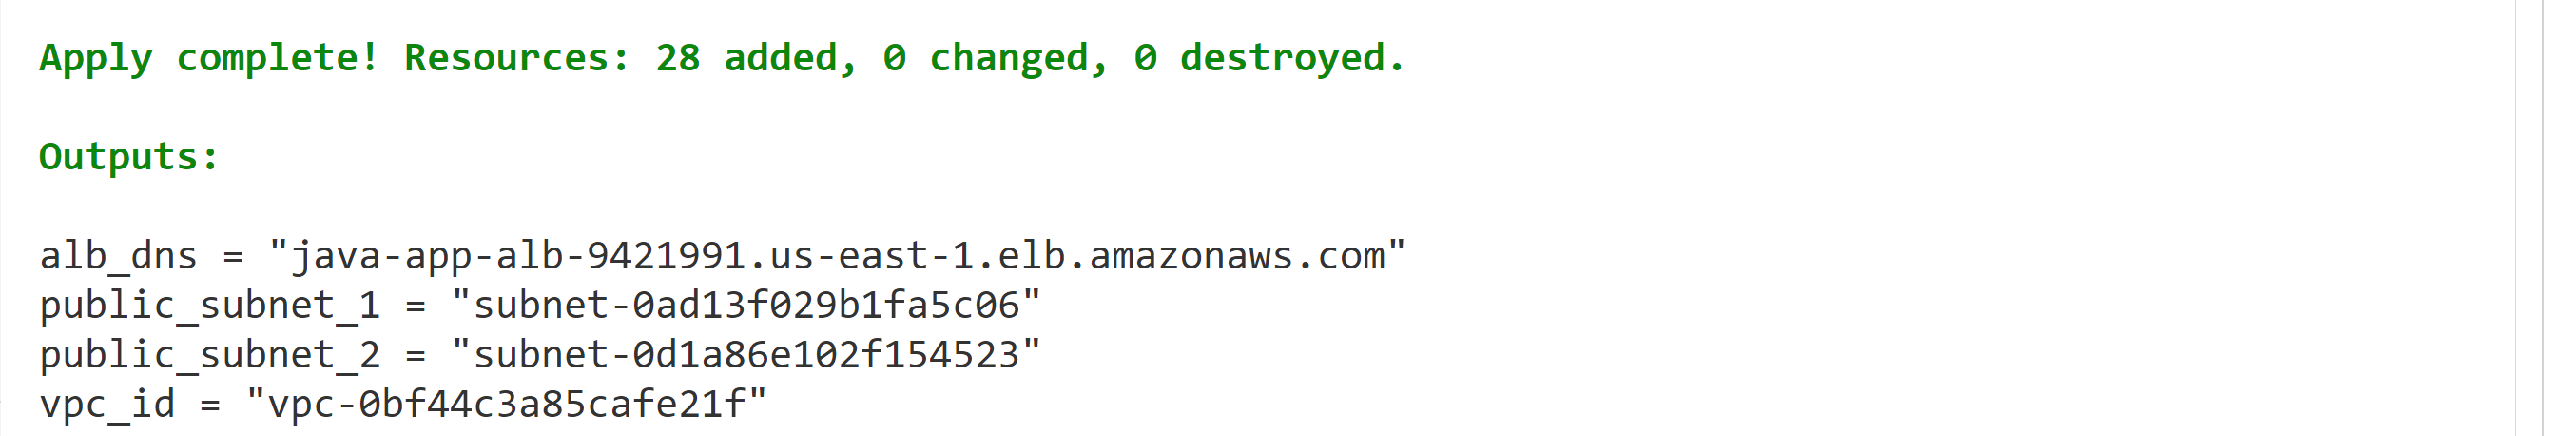 Apply complete! Resources: 28 added, 0 changed, 0 destroyed.
Outputs:
alb_dns = "java-app-alb-9421991.us-east-1.elb.amazonaws.com"
public_subnet_1 = "subnet-0ad13f029b1fa5c06"
public_subnet_2 = "subnet-0d1a86e102f154523"
vpc_id = "vpc-0bf44c3a85cafe21f"